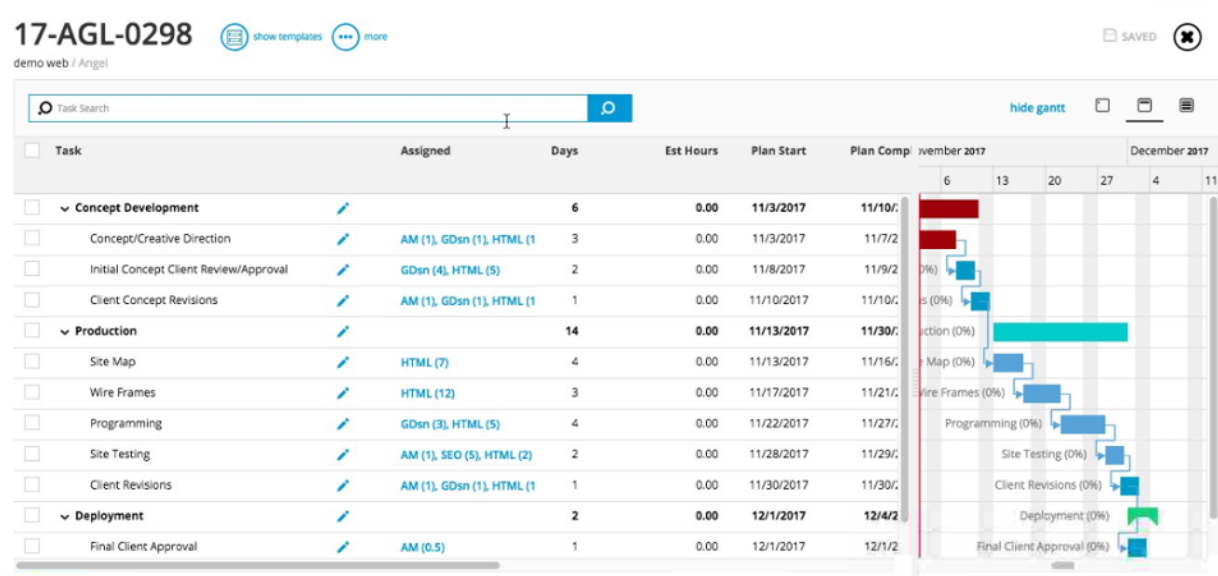 17-AGL-0298 show templates more SAVED
demo web / Angel
Task Search hide gantt
Task Assigned Days Est Hours Plan Start Plan Compl vember 2017 December 2017
6 13 20 27 4 11
Concept Development 6 0.00 11/3/2017 11/10/
Concept/Creative Direction AM (1), GDsn (1), HTML (1 3 0.00 11/3/2017 11/7/2
Initial Concept Client Review/Approval GDsn (4), HTML (5) 2 0.00 11/8/2017 11/9/2 0%)
Client Concept Revisions AM (1), GDsn (1), HTML (1 1 0.00 11/10/2017 11/10/ s (0%)
Production 14 0.00 11/13/2017 11/30/ uction (0%)
Site Map HTML (7) 4 0.00 11/13/2017 11/16/ Map (0%)
Wire Frames HTML (12) 3 0.00 11/17/2017 11/21/ Wire Frames (0%)
Programming GDsn (3), HTML (5) 4 0.00 11/22/2017 11/27/ Programming (0%)
Site Testing AM (1), SEO (5), HTML (2) 2 0.00 11/28/2017 11/29/ Site Testing (0%)
Client Revisions AM (1), GDsn (1), HTML (1 1 0.00 11/30/2017 11/30/ Client Revisions (0%)
Deployment 2 0.00 12/1/2017 12/4/2 Deployment (0%)
Final Client Approval AM (0.5) 1 0.00 12/1/2017 12/1/2 Final Client Approval (0%)